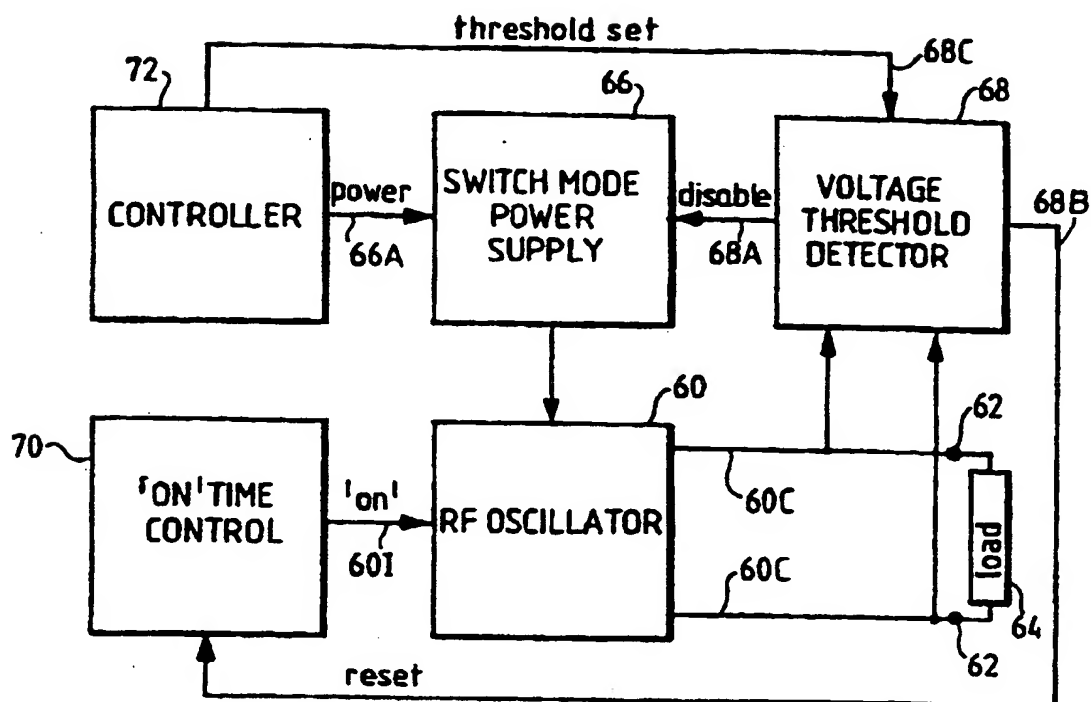 threshold set
68C
72
66
68
CONTROLLER
power
66A
SWITCH MODE
POWER
SUPPLY
disable
68A
VOLTAGE
THRESHOLD
DETECTOR
68B
60
62
70
'ON' TIME
CONTROL
'on'
60I
RF OSCILLATOR
60C
60C
load
64
62
reset